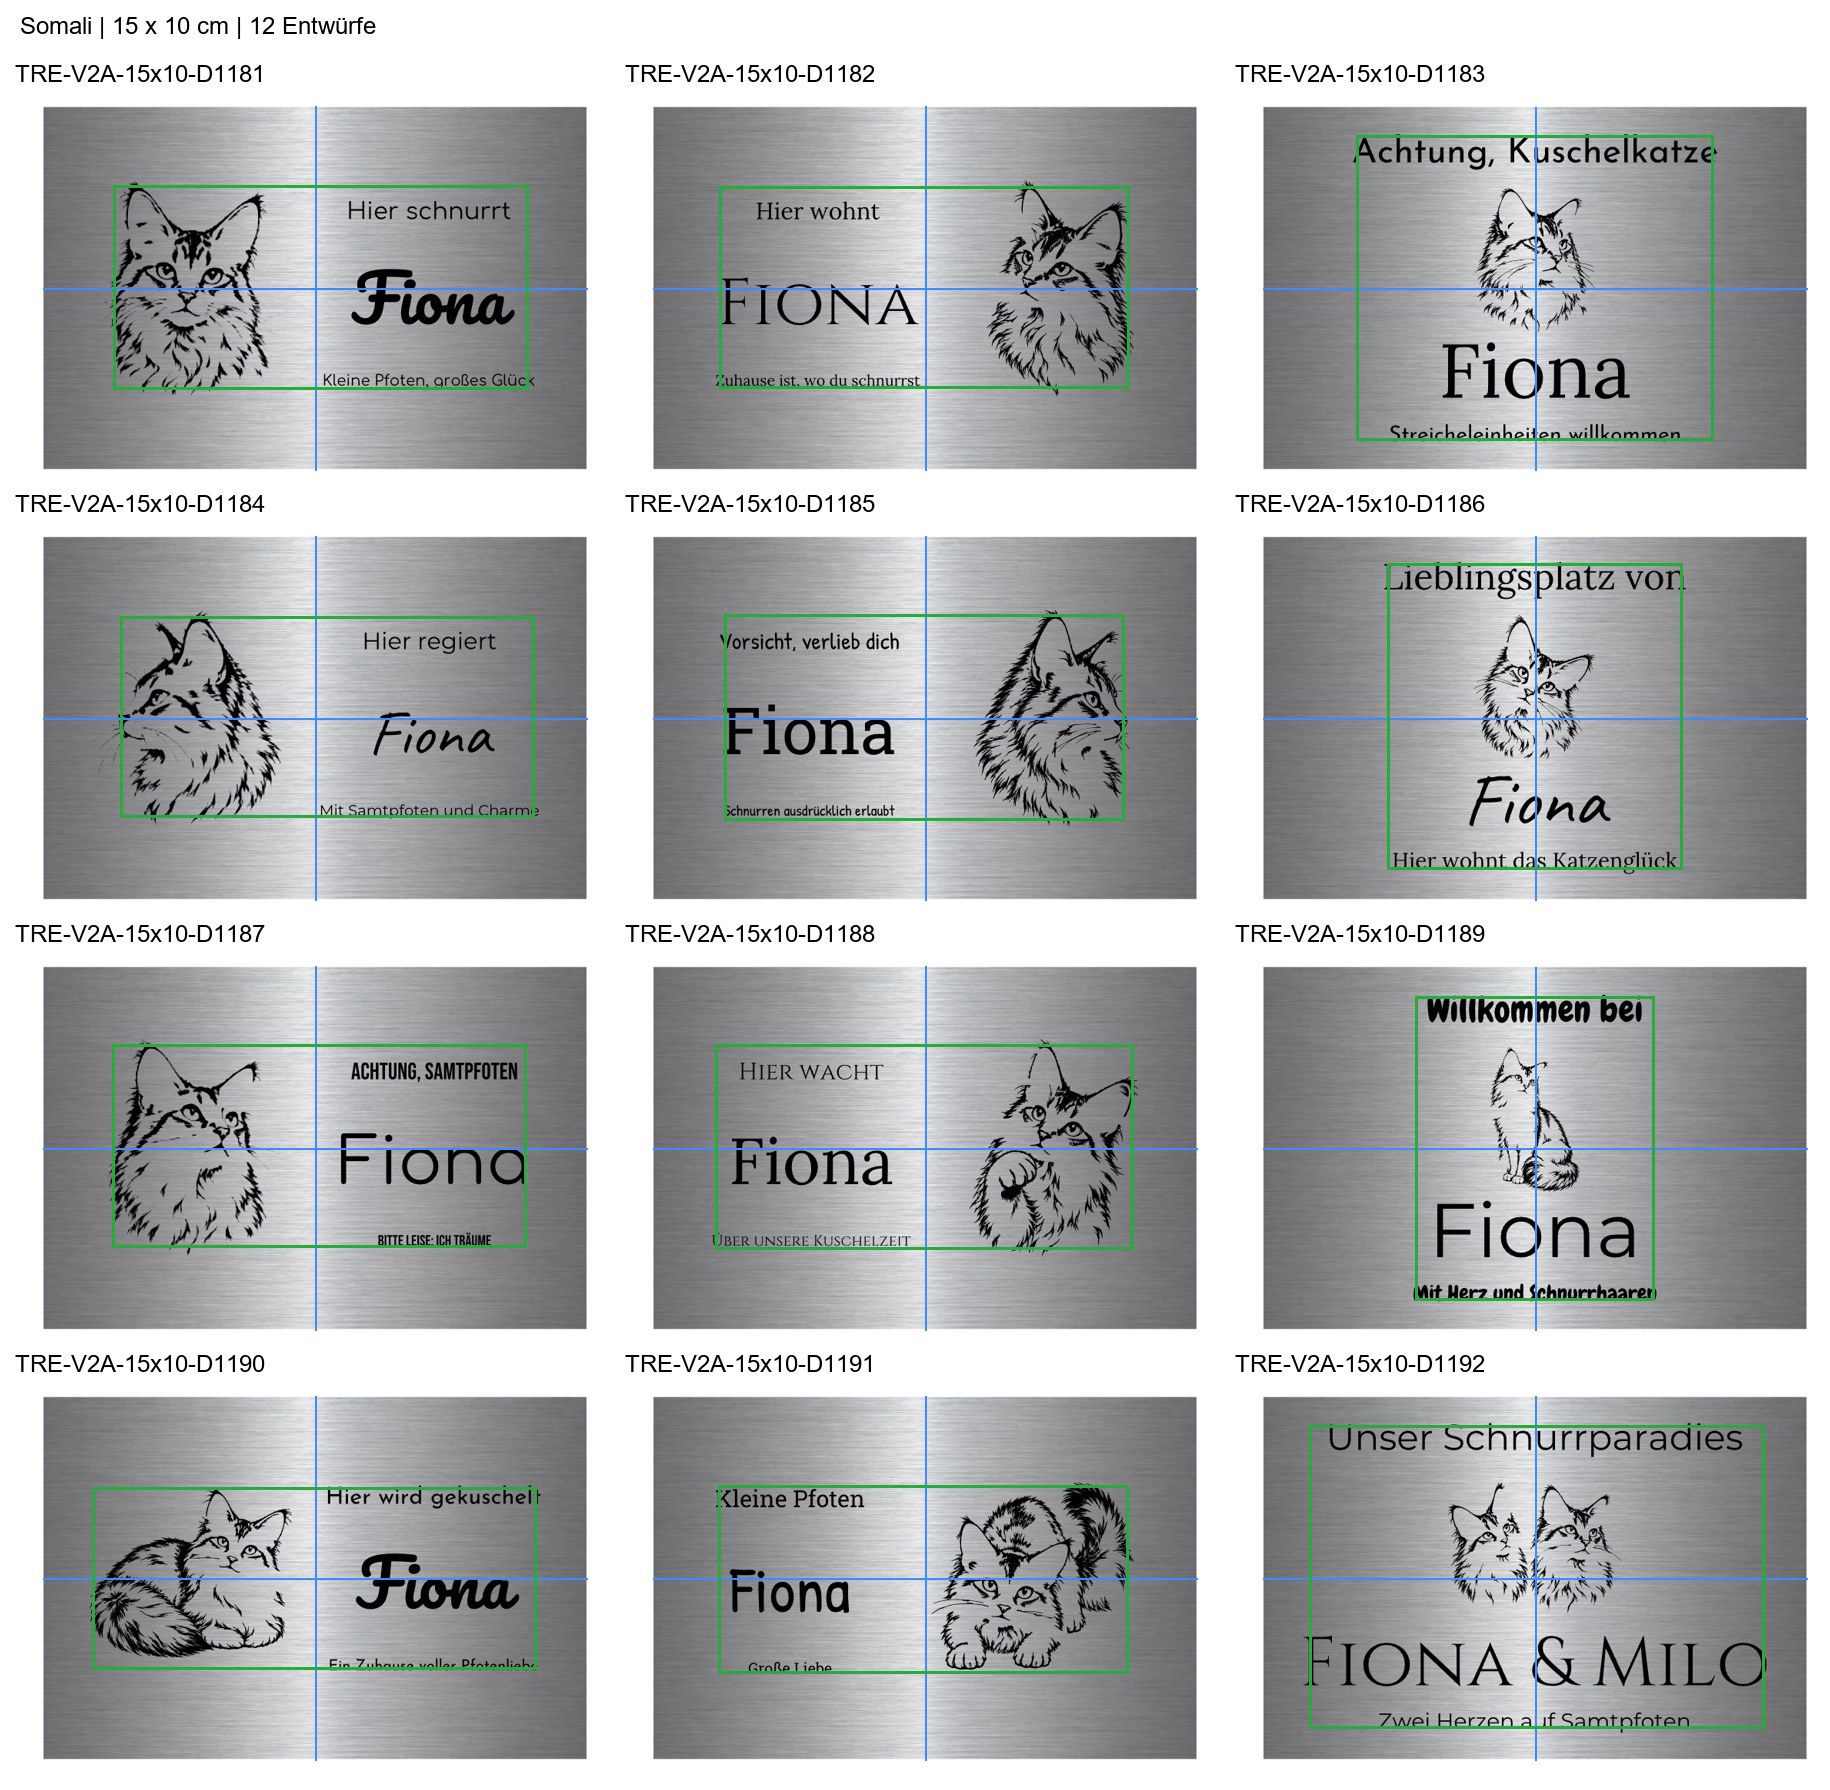 Somali | 15 x 10 cm | 12 Entwürfe
TRE-V2A-15x10-D1181
Hier schnurrt
Fiona
Kleine Pfoten, großes Glück
TRE-V2A-15x10-D1182
Hier wohnt
Fiona
Zuhause ist, wo du schnurrst
TRE-V2A-15x10-D1183
Achtung, Kuschelkatze
Fiona
Streicheleinheiten willkommen
TRE-V2A-15x10-D1184
Hier regiert
Fiona
Mit Samtpfoten und Charme
TRE-V2A-15x10-D1185
Vorsicht, verlieb dich
Fiona
Schnurren ausdrücklich erlaubt
TRE-V2A-15x10-D1186
Lieblingsplatz von
Fiona
Hier wohnt das Katzenglück
TRE-V2A-15x10-D1187
ACHTUNG, SAMTPFOTEN
Fiona
BITTE LEISE: ICH TRÄUME
TRE-V2A-15x10-D1188
Hier wacht
Fiona
Über unsere Kuschelzeit
TRE-V2A-15x10-D1189
Willkommen bei
Fiona
Mit Herz und Schnurrhaaren
TRE-V2A-15x10-D1190
Hier wird gekuschelt
Fiona
Ein Zuhause voller Pfotenliebe
TRE-V2A-15x10-D1191
Kleine Pfoten
Fiona
Große Liebe
TRE-V2A-15x10-D1192
Unser Schnurrparadies
Fiona & Milo
Zwei Herzen auf Samtpfoten